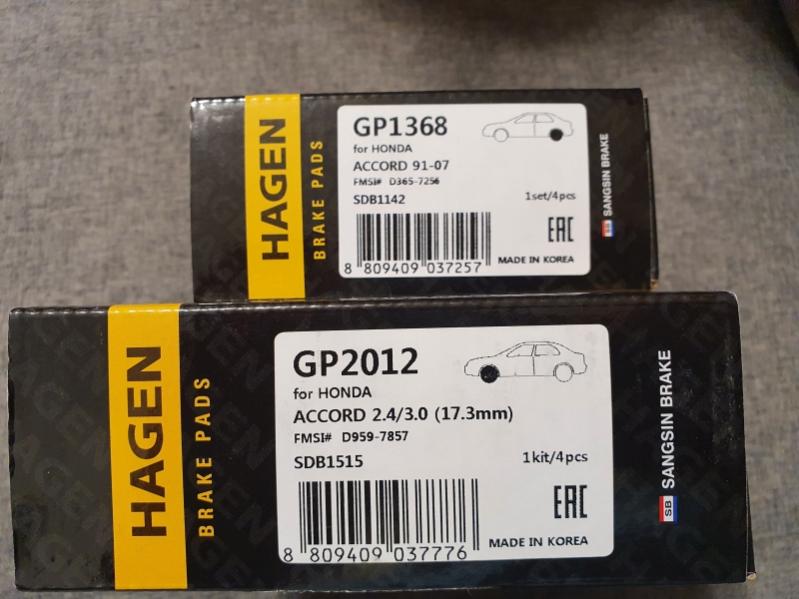 HAGEN
BRAKE PADS
GP1368
for HONDA
ACCORD 91-07
FMSI# D365-7256
SDB1142
1set/4pcs
EAC
8 809409 037257
MADE IN KOREA
SB SANGSIN BRAKE
HAGEN
BRAKE PADS
GP2012
for HONDA
ACCORD 2.4/3.0 (17.3mm)
FMSI# D959-7857
SDB1515
1kit/4pcs
EAC
8 809409 037776
MADE IN KOREA
SB SANGSIN BRAKE